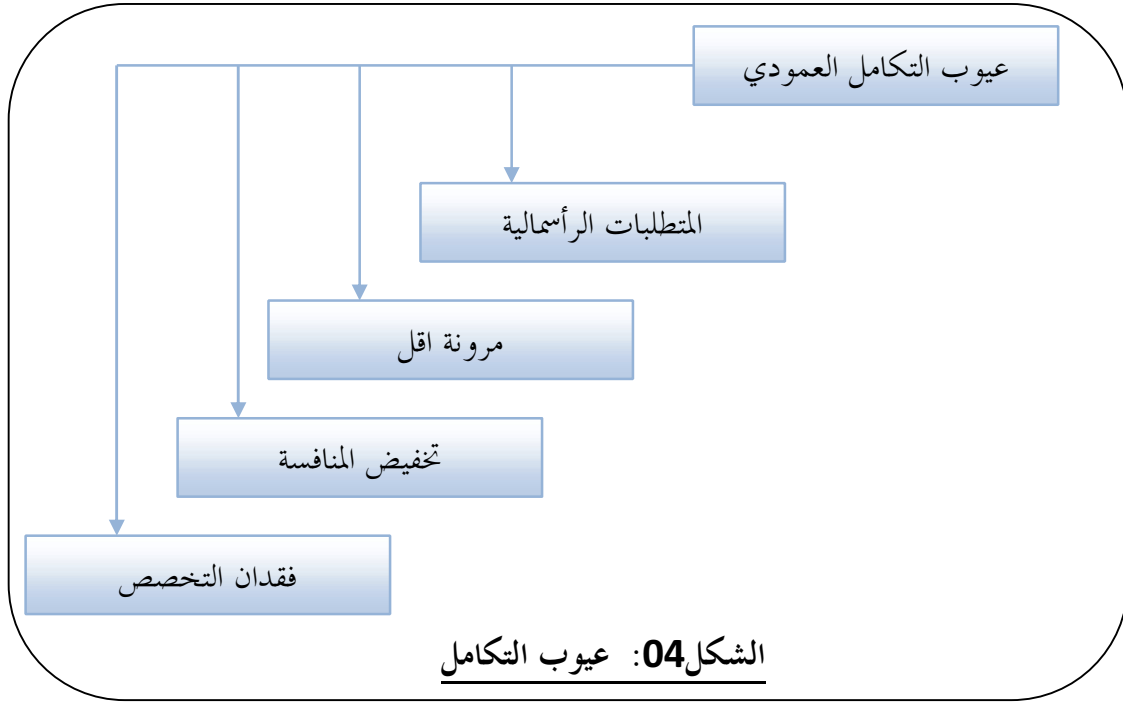 عيوب التكامل العمودي
المتطلبات الرأسمالية
مرونة اقل
تخفيض المنافسة
فقدان التخصص
الشكل04: عيوب التكامل